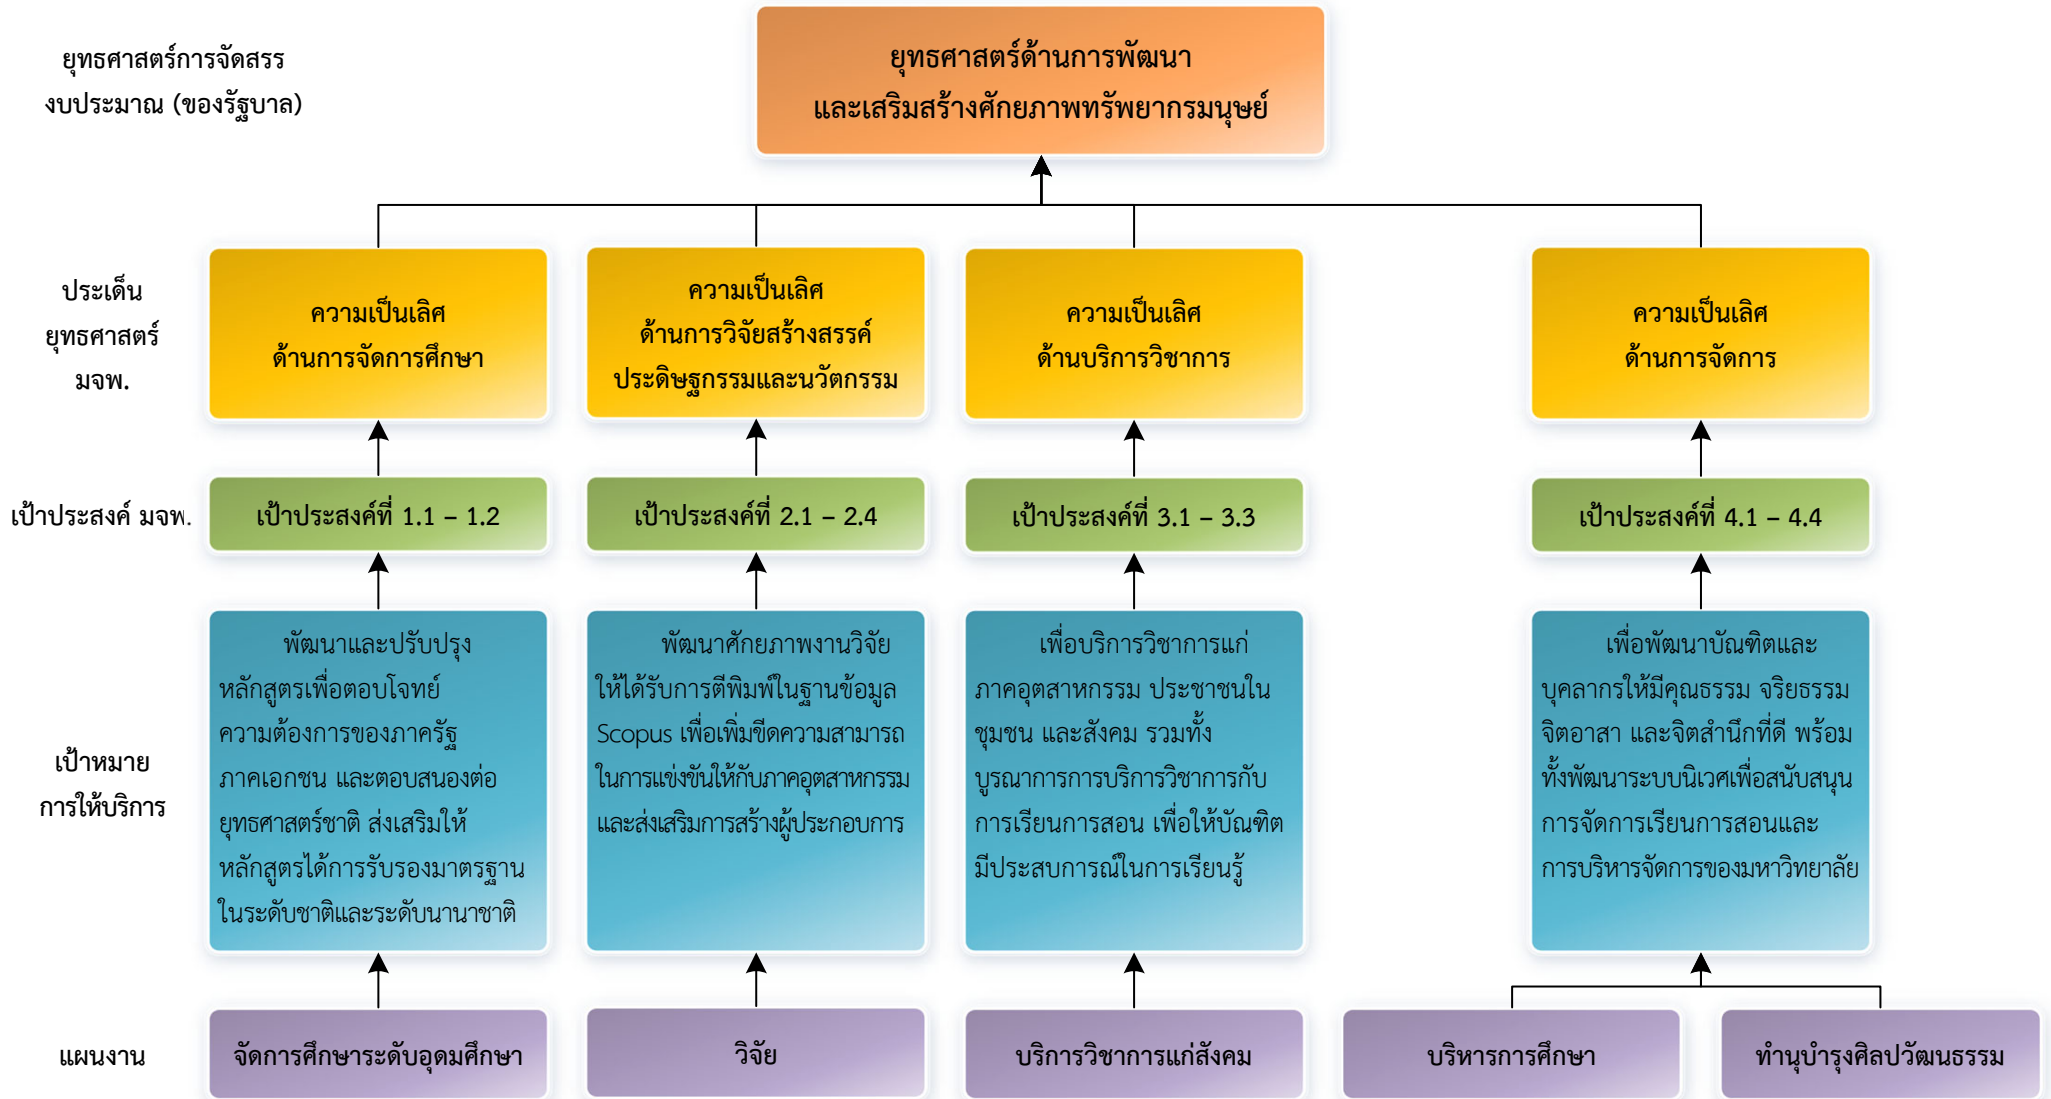 ยุทธศาสตร์การจัดสรร
งบประมาณ (ของรัฐบาล)
ยุทธศาสตร์ด้านการพัฒนา
และเสริมสร้างศักยภาพทรัพยากรมนุษย์
ประเด็น
ยุทธศาสตร์
มจพ.
ความเป็นเลิศ
ด้านการจัดการศึกษา
ความเป็นเลิศ
ด้านการวิจัยสร้างสรรค์
ประดิษฐกรรมและนวัตกรรม
ความเป็นเลิศ
ด้านบริการวิชาการ
ความเป็นเลิศ
ด้านการจัดการ
เป้าประสงค์ มจพ.
เป้าประสงค์ที่ 1.1 – 1.2
เป้าประสงค์ที่ 2.1 – 2.4
เป้าประสงค์ที่ 3.1 – 3.3
เป้าประสงค์ที่ 4.1 – 4.4
เป้าหมาย
การให้บริการ
พัฒนาและปรับปรุง
หลักสูตรเพื่อตอบโจทย์
ความต้องการของภาครัฐ
ภาคเอกชน และตอบสนองต่อ
ยุทธศาสตร์ชาติ ส่งเสริมให้
หลักสูตรได้การรับรองมาตรฐาน
ในระดับชาติและระดับนานาชาติ
พัฒนาศักยภาพงานวิจัย
ให้ได้รับการตีพิมพ์ในฐานข้อมูล
Scopus เพื่อเพิ่มขีดความสามารถ
ในการแข่งขันให้กับภาคอุตสาหกรรม
และส่งเสริมการสร้างผู้ประกอบการ
เพื่อบริการวิชาการแก่
ภาคอุตสาหกรรม ประชาชนใน
ชุมชน และสังคม รวมทั้ง
บูรณาการการบริการวิชาการกับ
การเรียนการสอน เพื่อให้บัณฑิต
มีประสบการณ์ในการเรียนรู้
เพื่อพัฒนาบัณฑิตและ
บุคลากรให้มีคุณธรรม จริยธรรม
จิตอาสา และจิตสำนึกที่ดี พร้อม
ทั้งพัฒนาระบบนิเวศเพื่อสนับสนุน
การจัดการเรียนการสอนและ
การบริหารจัดการของมหาวิทยาลัย
แผนงาน
จัดการศึกษาระดับอุดมศึกษา
วิจัย
บริการวิชาการแก่สังคม
บริหารการศึกษา
ทำนุบำรุงศิลปวัฒนธรรม